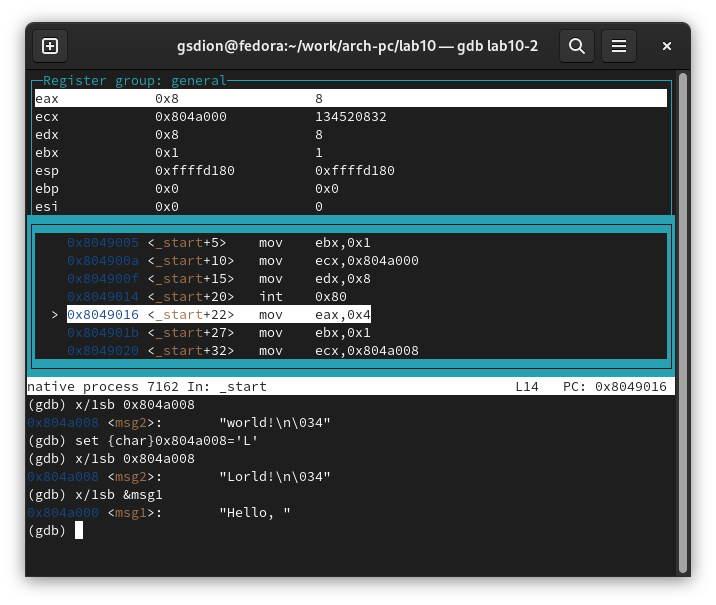 gsdion@fedora:~/work/arch-pc/lab10 — gdb lab10-2
Register group: general
eax 0x8 8
ecx 0x804a000 134520832
edx 0x8 8
ebx 0x1 1
esp 0xffffd180 0xffffd180
ebp 0x0 0x0
esi 0x0 0
0x8049005 <_start+5> mov ebx,0x1
0x804900a <_start+10> mov ecx,0x804a000
0x804900f <_start+15> mov edx,0x8
0x8049014 <_start+20> int 0x80
> 0x8049016 <_start+22> mov eax,0x4
0x804901b <_start+27> mov ebx,0x1
0x8049020 <_start+32> mov ecx,0x804a008
native process 7162 In: _start L14 PC: 0x8049016
(gdb) x/1sb 0x804a008
0x804a008 <msg2>: "world!\n\034"
(gdb) set {char}0x804a008='L'
(gdb) x/1sb 0x804a008
0x804a008 <msg2>: "Lorld!\n\034"
(gdb) x/1sb &msg1
0x804a000 <msg1>: "Hello, "
(gdb)